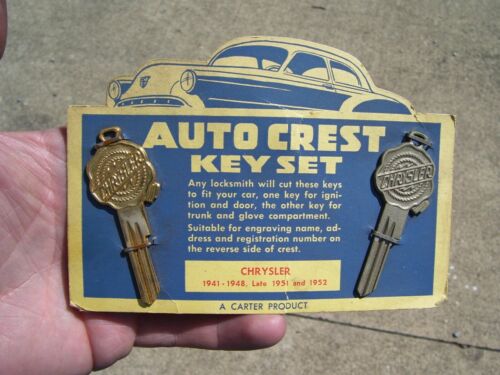 AUTO CREST
KEY SET
Any locksmith will cut these keys
to fit your car, one key for igni-
tion and door, the other key for
trunk and glove compartment.
Suitable for engraving name, ad-
dress and registration number on
the reverse side of crest.
CHRYSLER
1941-1948, Late 1951 and 1952
A CARTER PRODUCT
CHRYSLER
CHRYSLER